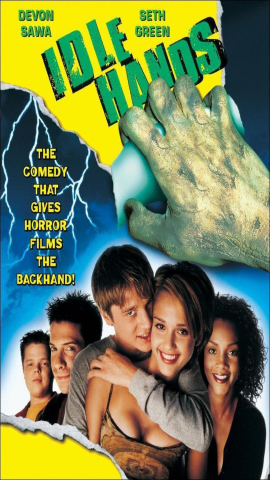 DEVON
SAWA
SETH
GREEN
IDLE
HANDS
THE
COMEDY
THAT
GIVES
HORROR
FILMS
THE
BACKHAND!